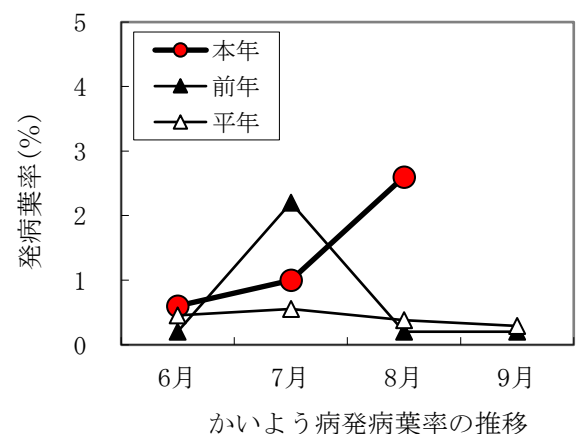 5
4
3
2
1
0
発病葉率(%)
本年
前年
平年
6月 7月 8月 9月
かいよう病発病葉率の推移